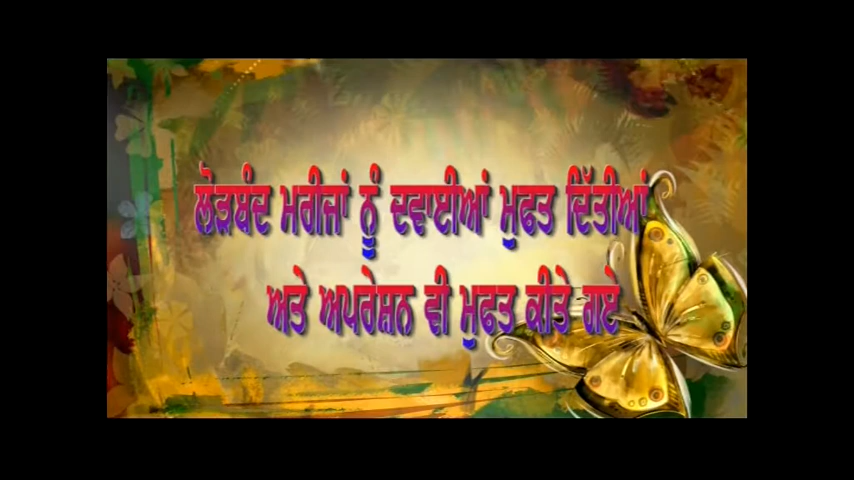 ਲੋੜਬੰਦ ਮਰੀਜਾਂ ਨੂੰ ਦਵਾਈਆਂ ਮੁਫਤ ਦਿੱਤੀਆਂ
ਅਤੇ ਅਪਰੇਸ਼ਨ ਵੀ ਮੁਫਤ ਕੀਤੇ ਗਏ